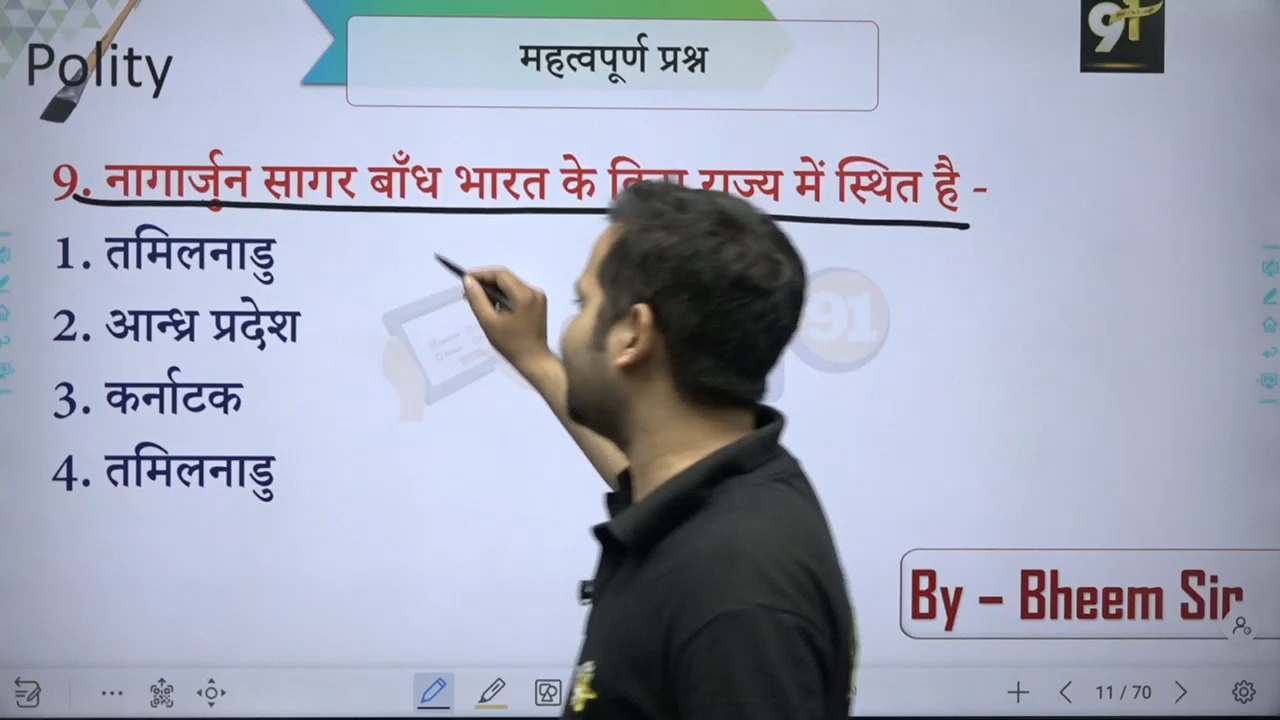 Polity
महत्वपूर्ण प्रश्न
9. नागार्जुन सागर बाँध भारत के राज्य में स्थित है -
1. तमिलनाडु
2. आन्ध्र प्रदेश
3. कर्नाटक
4. तमिलनाडु
91
By – Bheem Sir
11 / 70